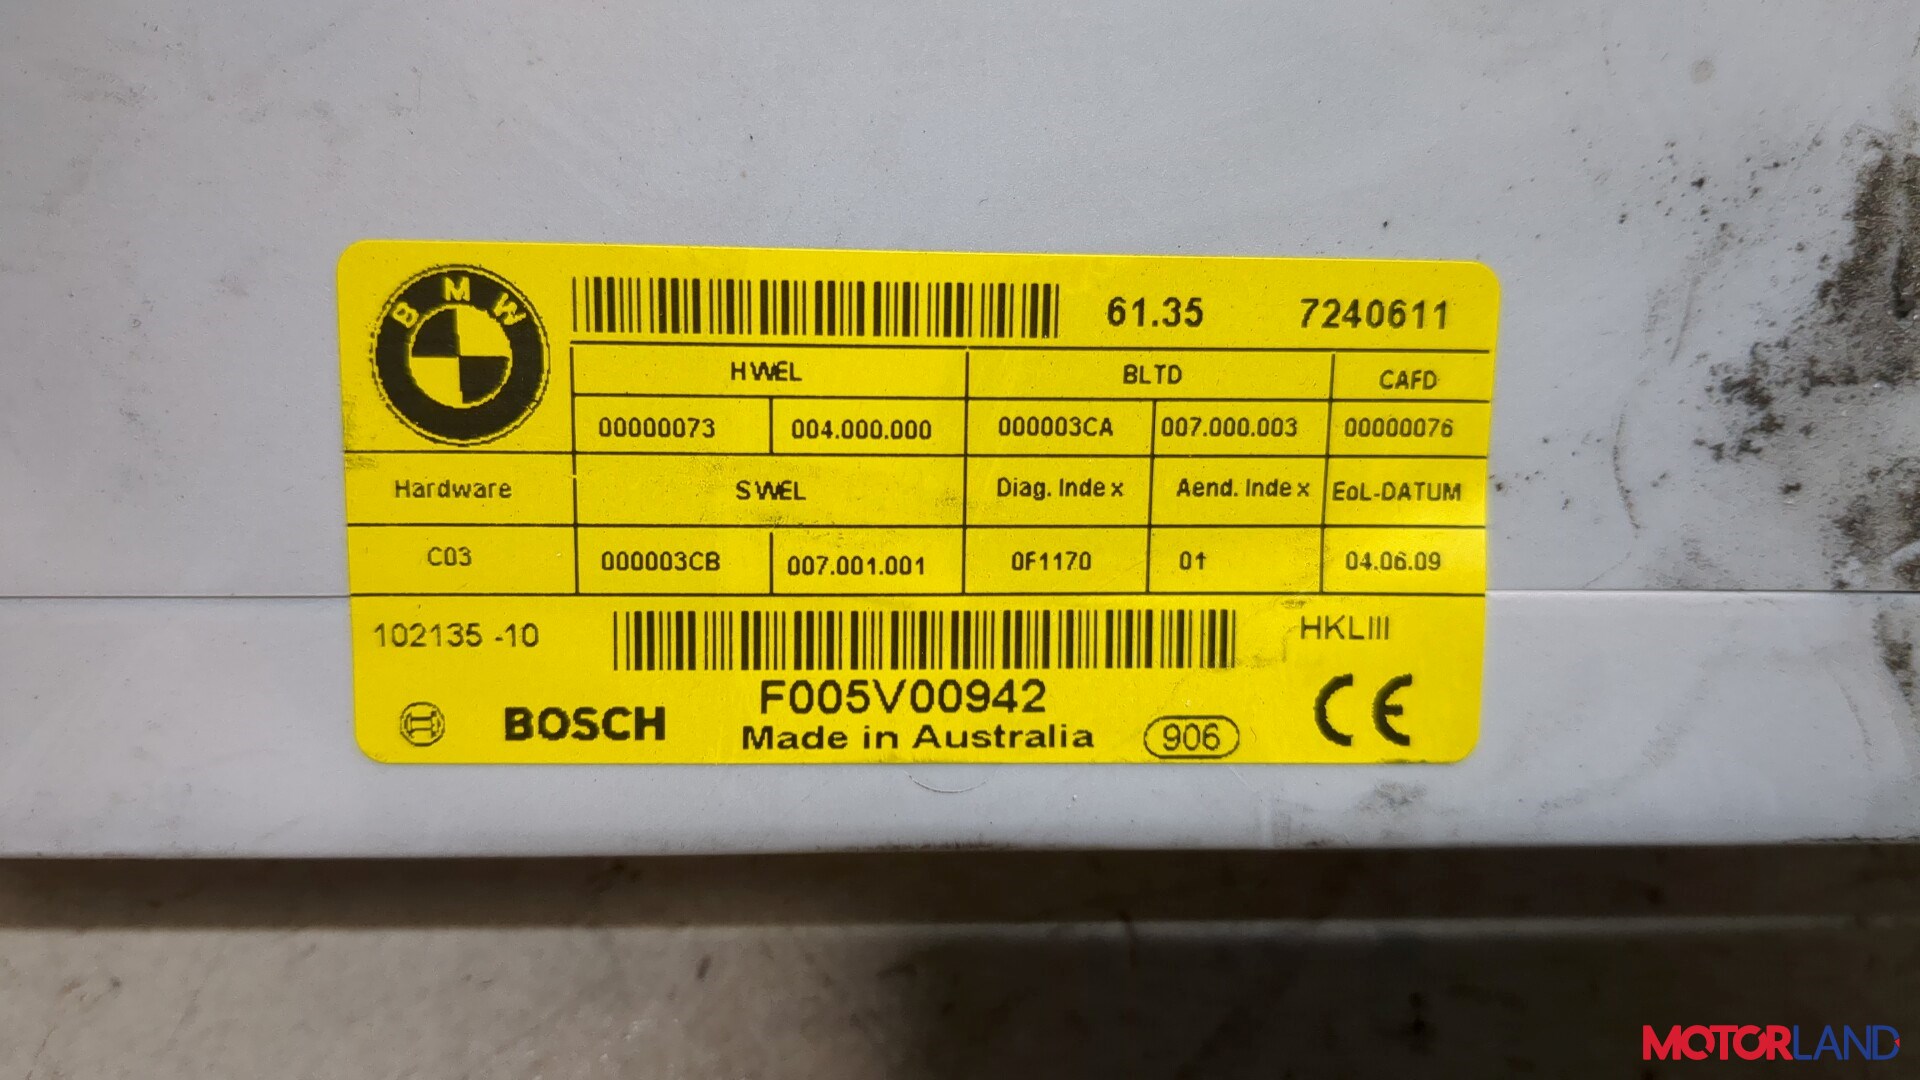 BMW
61.35 7240611
HWEL BLTD CAFD
00000073 004.000.000 000003CA 007.000.003 00000076
Hardware SWEL Diag. Index Aend. Index EoL-DATUM
C03 000003CB 007.001.001 0F1170 01 04.06.09
102135 -10 HKLIII
F005V00942
BOSCH Made in Australia 906 CE
MOTORLAND